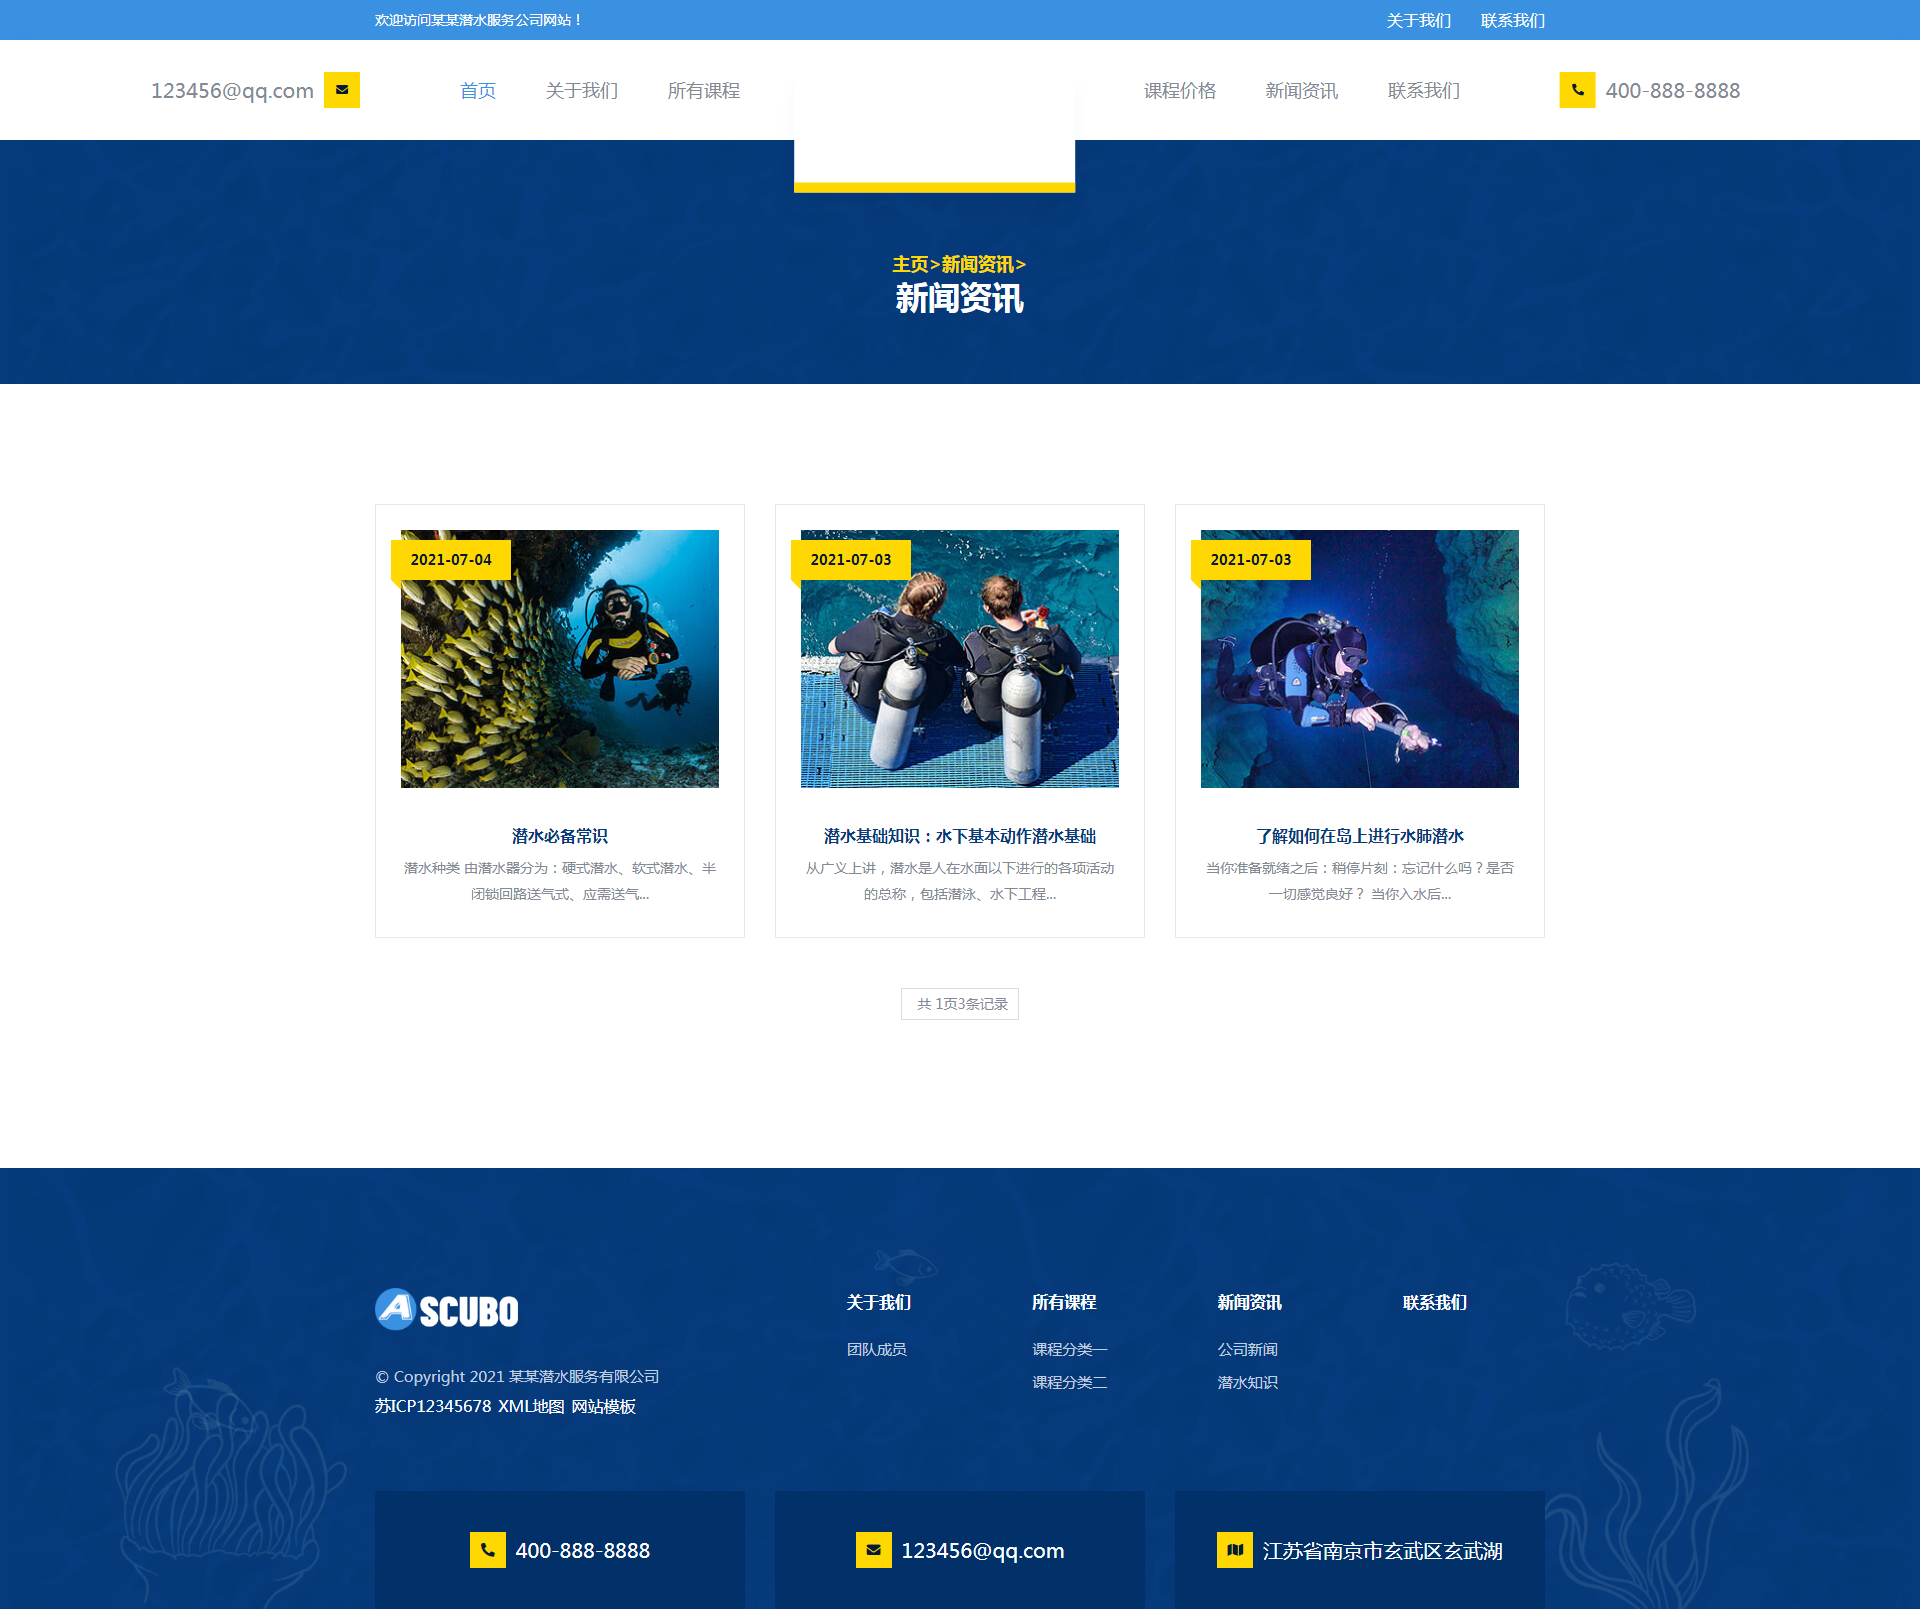 欢迎访问某某潜水服务公司网站！
关于我们 联系我们
123456@qq.com
首页 关于我们 所有课程
课程价格 新闻资讯 联系我们
400-888-8888
主页>新闻资讯>
新闻资讯
2021-07-04
潜水必备常识
潜水种类 由潜水器分为：硬式潜水、软式潜水、半
闭锁回路送气式、应需送气...
2021-07-03
潜水基础知识：水下基本动作潜水基础
从广义上讲，潜水是人在水面以下进行的各项活动
的总称，包括潜泳、水下工程...
2021-07-03
了解如何在岛上进行水肺潜水
当你准备就绪之后：稍停片刻：忘记什么吗？是否
一切感觉良好？ 当你入水后...
共 1页3条记录
A SCUBO
© Copyright 2021 某某潜水服务有限公司
苏ICP12345678 XML地图 网站模板
关于我们
团队成员
所有课程
课程分类一
课程分类二
新闻资讯
公司新闻
潜水知识
联系我们
400-888-8888
123456@qq.com
江苏省南京市玄武区玄武湖